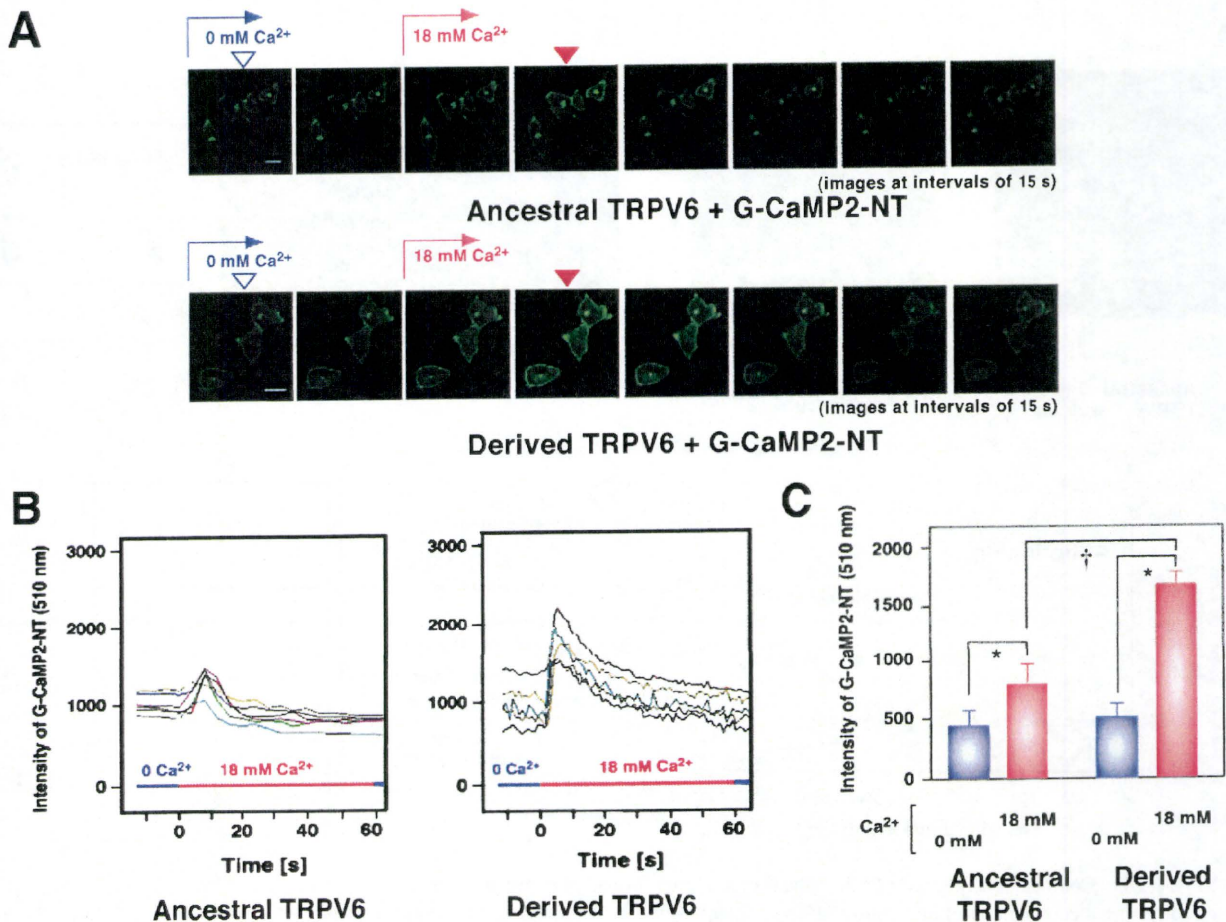 A
0 mM Ca²⁺
18 mM Ca²⁺
(images at intervals of 15 s)
Ancestral TRPV6 + G-CaMP2-NT
0 mM Ca²⁺
18 mM Ca²⁺
(Images at Intervals of 15 s)
Derived TRPV6 + G-CaMP2-NT
B
Intensity of G-CaMP2-NT (510 nm)
3000
2000
1000
0
0 Ca²⁺
18 mM Ca²⁺
0 20 40 60
Time [s]
Ancestral TRPV6
3000
2000
1000
0
0 Ca²⁺
18 mM Ca²⁺
0 20 40 60
Time [s]
Derived TRPV6
C
Intensity of G-CaMP2-NT (510 nm)
2000
1500
1000
500
0
*
†
*
Ca²⁺
0 mM
18 mM
0 mM
18 mM
Ancestral
TRPV6
Derived
TRPV6